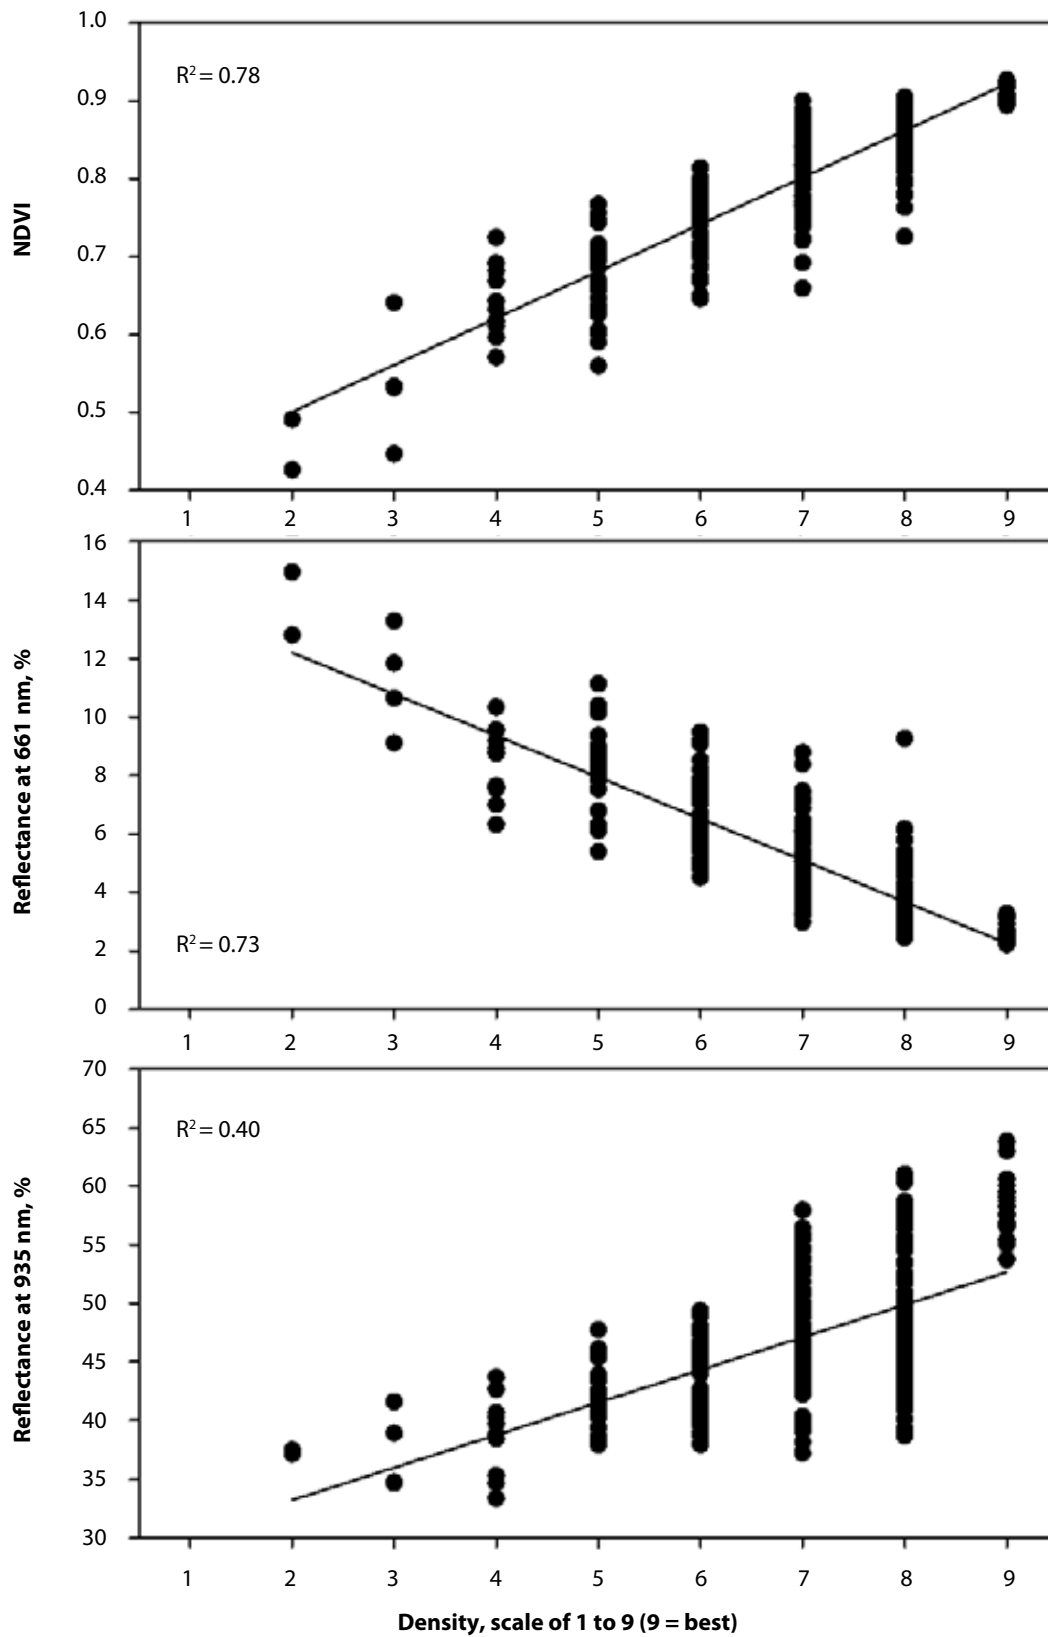 1.0
R² = 0.78
0.9
0.8
NDVI
0.7
0.6
0.5
0.4
1 2 3 4 5 6 7 8 9
16
14
12
Reflectance at 661 nm, %
10
8
6
4
R² = 0.73
2
0
1 2 3 4 5 6 7 8 9
70
R² = 0.40
65
60
55
Reflectance at 935 nm, %
50
45
40
35
30
1 2 3 4 5 6 7 8 9
Density, scale of 1 to 9 (9 = best)